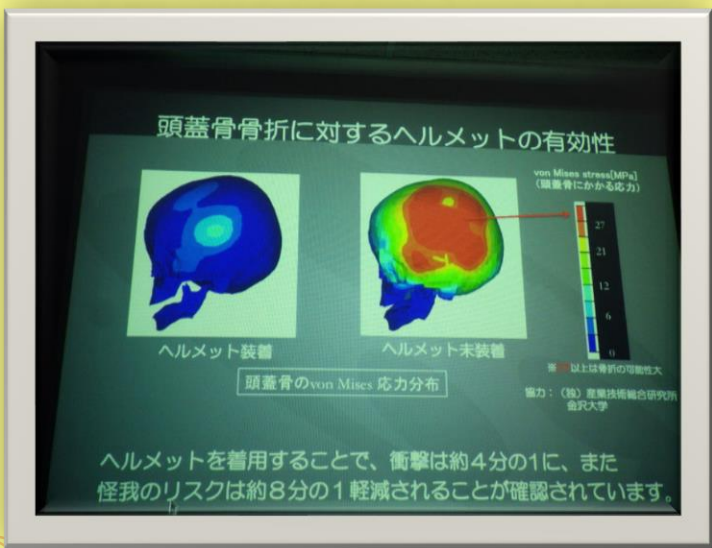 頭蓋骨骨折に対するヘルメットの有効性
von Mises stress[MPa]
(頭蓋骨にかかる応力)
27
21
12
6
0
ヘルメット装着
ヘルメット未装着
以上は骨折の可能性大
頭蓋骨のvon Mises 応力分布
協力：（独）産業技術総合研究所
金沢大学
ヘルメットを着用することで、衝撃は約４分の1に、また
怪我のリスクは約８分の１軽減されることが確認されています。